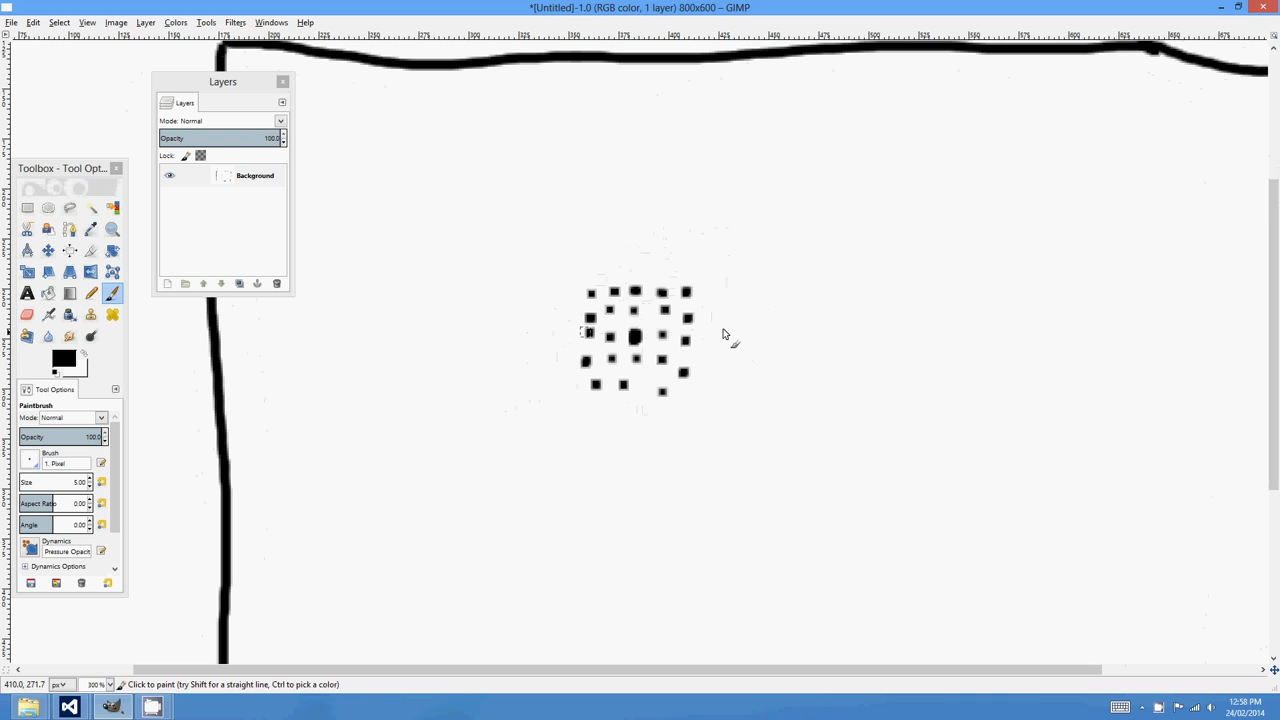 *[Untitled]-1.0 (RGB color, 1 layer) 800x600 – GIMP
File Edit Select View Image Layer Colors Tools Filters Windows Help
Layers
Layers
Mode: Normal
Opacity 100.0
Lock:
Background
Toolbox - Tool Opt...
Tool Options
Paintbrush
Mode: Normal
Opacity 100.0
Brush
1. Pixel
Size 5.00
Aspect Ratio 0.00
Angle 0.00
Dynamics
Pressure Opacit
Dynamics Options
410.0, 271.7 px 300% Click to paint (try Shift for a straight line, Ctrl to pick a color)
12:58 PM
24/02/2014